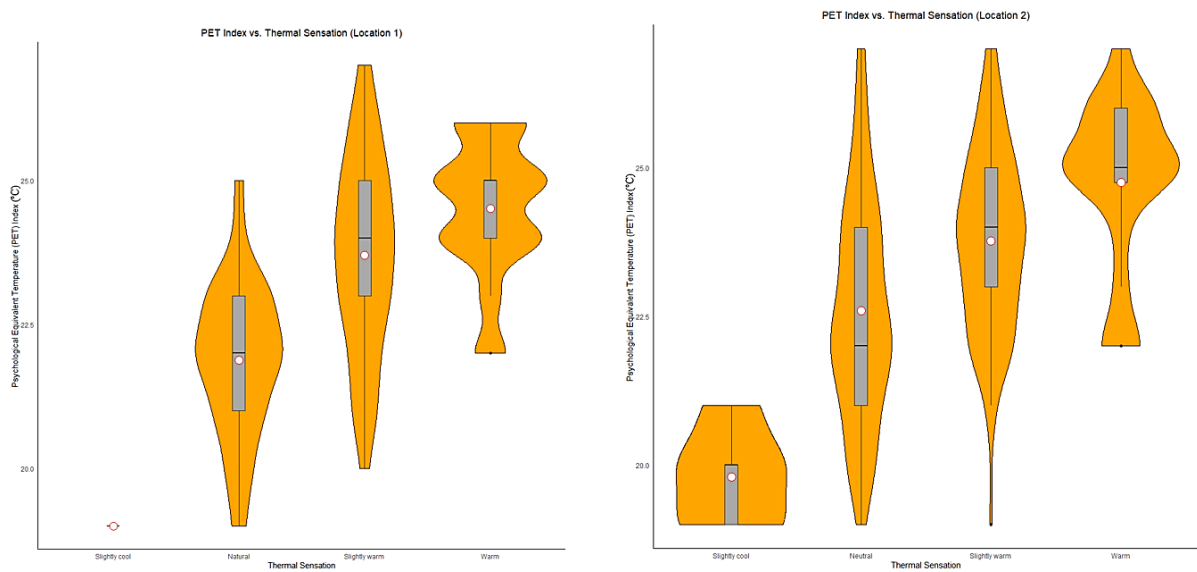 PET Index vs. Thermal Sensation (Location 1)
Psychological Equivalent Temperature (PET) Index (°C)
25.0
22.5
20.0
Slightly cool
Natural
Slightly warm
Warm
Thermal Sensation
PET Index vs. Thermal Sensation (Location 2)
Psychological Equivalent Temperature (PET) Index (°C)
25.0
22.5
20.0
Slightly cool
Neutral
Slightly warm
Warm
Thermal Sensation